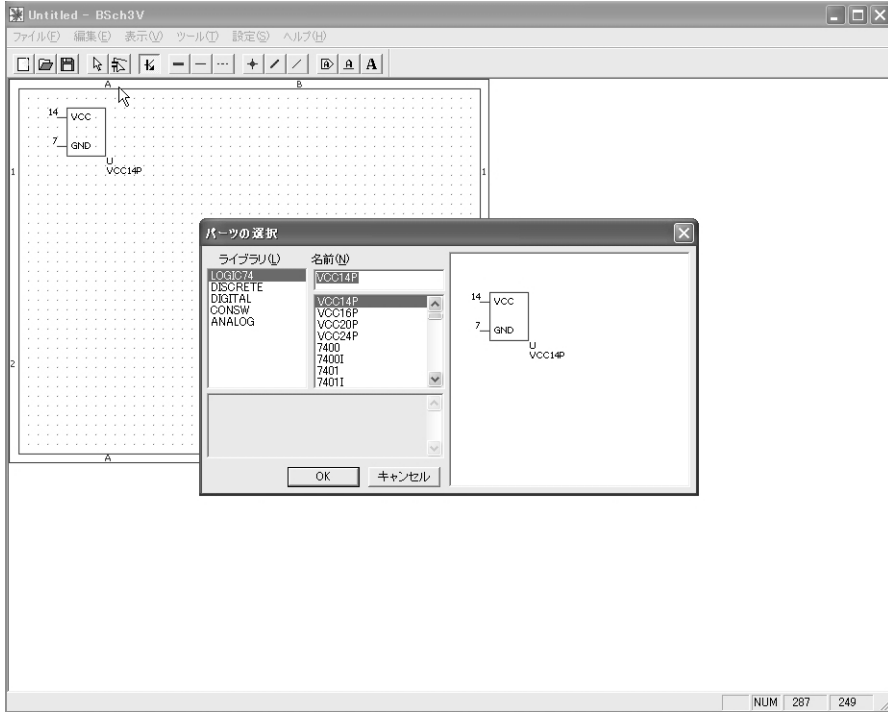 Untitled - BSch3V
ファイル(F) 編集(E) 表示(V) ツール(T) 設定(S) ヘルプ(H)
A A
A B
14 VCC
7 GND
U
VCC14P
1 1
パーツの選択
ライブラリ(L) 名前(N)
LOGIC74
DISCRETE
DIGITAL
CONSW
ANALOG
VCC14P
VCC14P
VCC16P
VCC20P
VCC24P
7400
7400I
7401
7401I
14 VCC
7 GND
U
VCC14P
2
OK キャンセル
A
NUM 287 249